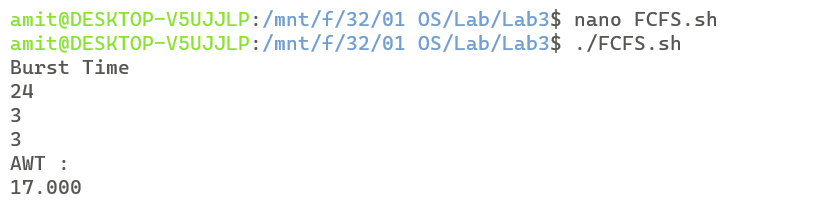 amit@DESKTOP-V5UJJLP:/mnt/f/32/01 OS/Lab/Lab3$ nano FCFS.sh
amit@DESKTOP-V5UJJLP:/mnt/f/32/01 OS/Lab/Lab3$ ./FCFS.sh
Burst Time
24
3
3
AWT :
17.000